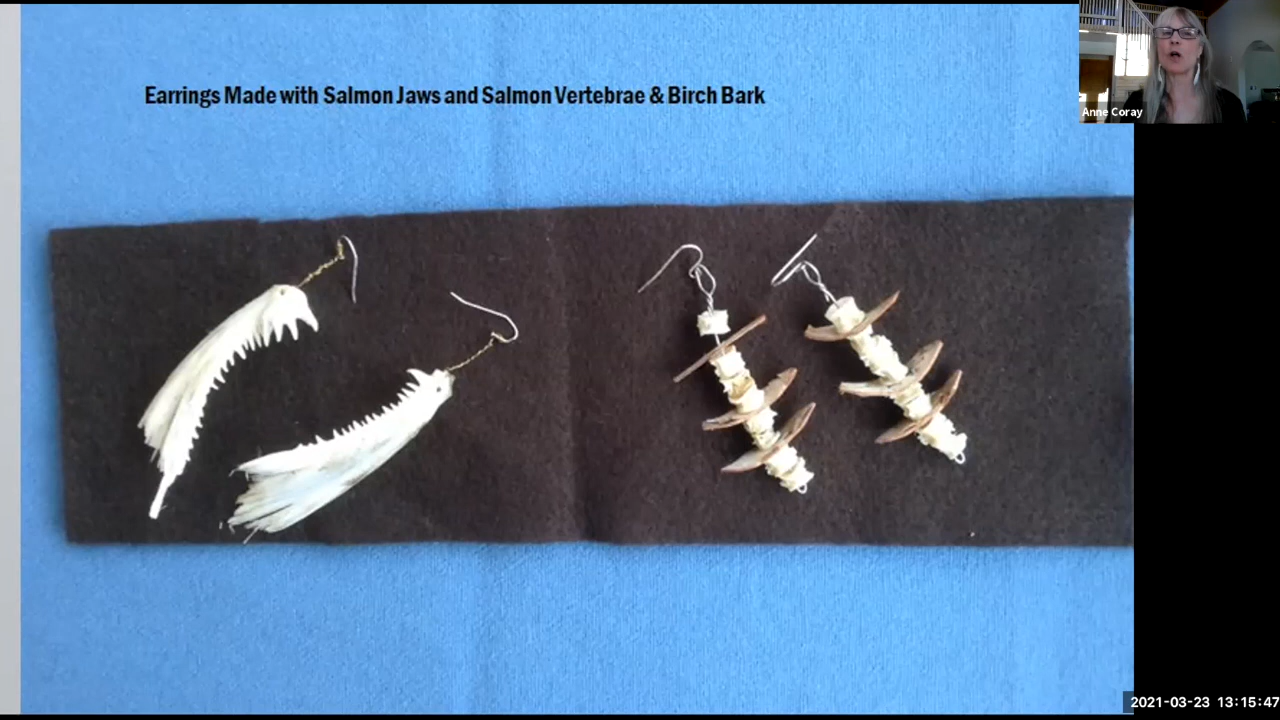 Earrings Made with Salmon Jaws and Salmon Vertebrae & Birch Bark
Anne Coray
2021-03-23 13:15:47